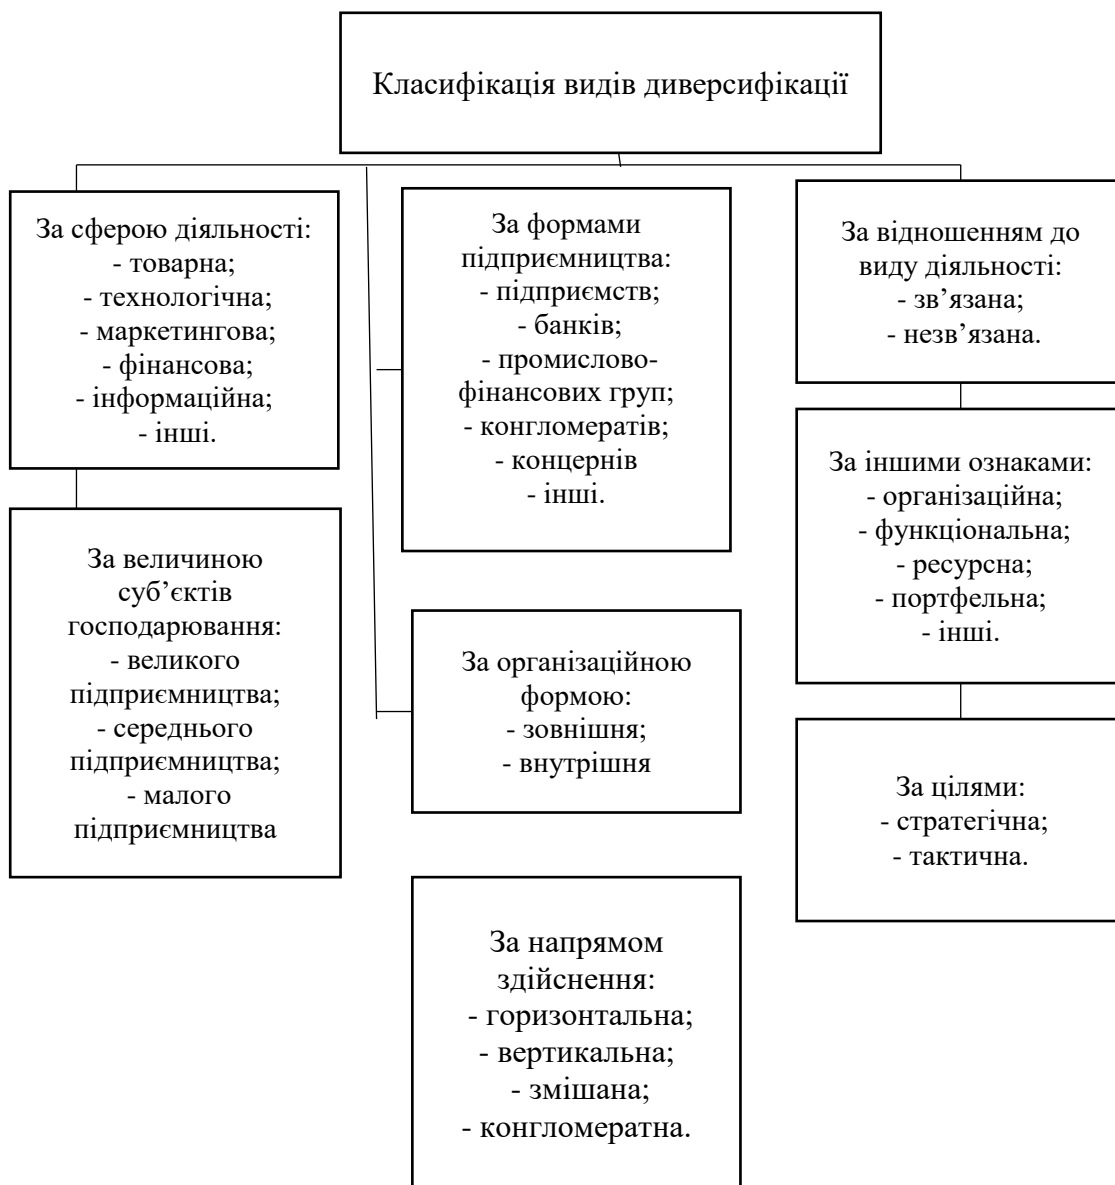 Класифікація видів диверсифікації
За сферою діяльності:
- товарна;
- технологічна;
- маркетингова;
- фінансова;
- інформаційна;
- інші.
За величиною
суб’єктів
господарювання:
- великого
підприємництва;
- середнього
підприємництва;
- малого
підприємництва
За формами
підприємництва:
- підприємств;
- банків;
- промислово-
фінансових груп;
- конгломератів;
- концернів
- інші.
За організаційною
формою:
- зовнішня;
- внутрішня
За напрямом
здійснення:
- горизонтальна;
- вертикальна;
- змішана;
- конгломератна.
За відношенням до
виду діяльності:
- зв’язана;
- незв’язана.
За іншими ознаками:
- організаційна;
- функціональна;
- ресурсна;
- портфельна;
- інші.
За цілями:
- стратегічна;
- тактична.